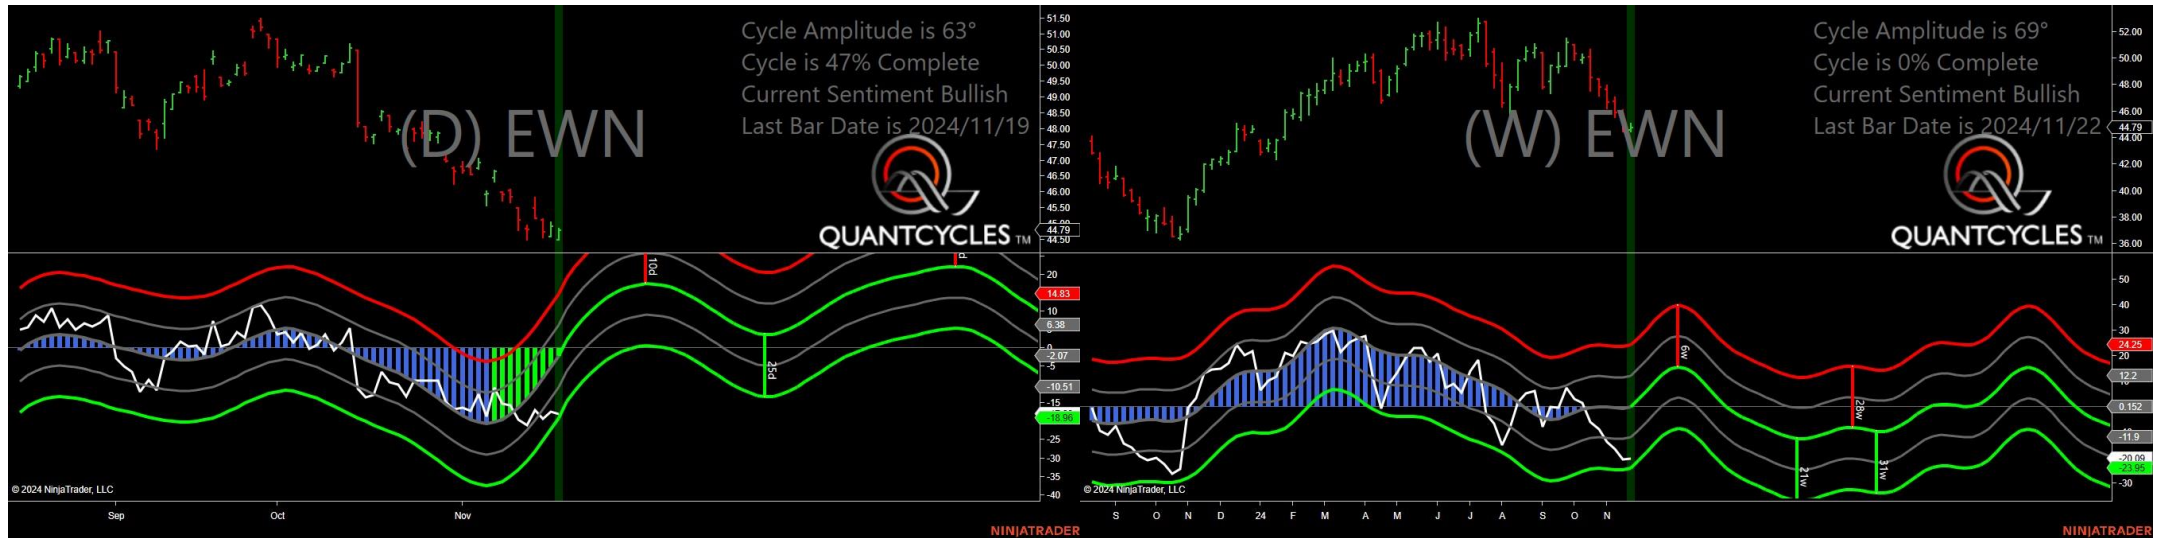 Cycle Amplitude is 63°
Cycle is 47% Complete
Current Sentiment Bullish
Last Bar Date is 2024/11/19
(D) EWN
QUANTCYCLES TM
51.50
51.00
50.50
50.00
49.50
49.00
48.50
48.00
47.50
47.00
46.50
46.00
45.50
44.79
44.50
10d
25d
20
14.83
10
6.38
0
-2.07
-5
-10.51
-15
-18.96
-25
-30
-35
-40
© 2024 NinjaTrader, LLC
Sep
Oct
Nov
NINJATRADER
Cycle Amplitude is 69°
Cycle is 0% Complete
Current Sentiment Bullish
Last Bar Date is 2024/11/22
(W) EWN
QUANTCYCLES TM
52.00
50.00
48.00
46.00
44.79
44.00
42.00
40.00
38.00
36.00
6w
21w
28w
31w
50
40
30
24.25
20
12.2
0.152
-11.9
-20.09
-23.95
-30
© 2024 NinjaTrader, LLC
S
O
N
D
24
F
M
A
M
J
J
A
S
O
N
NINJATRADER